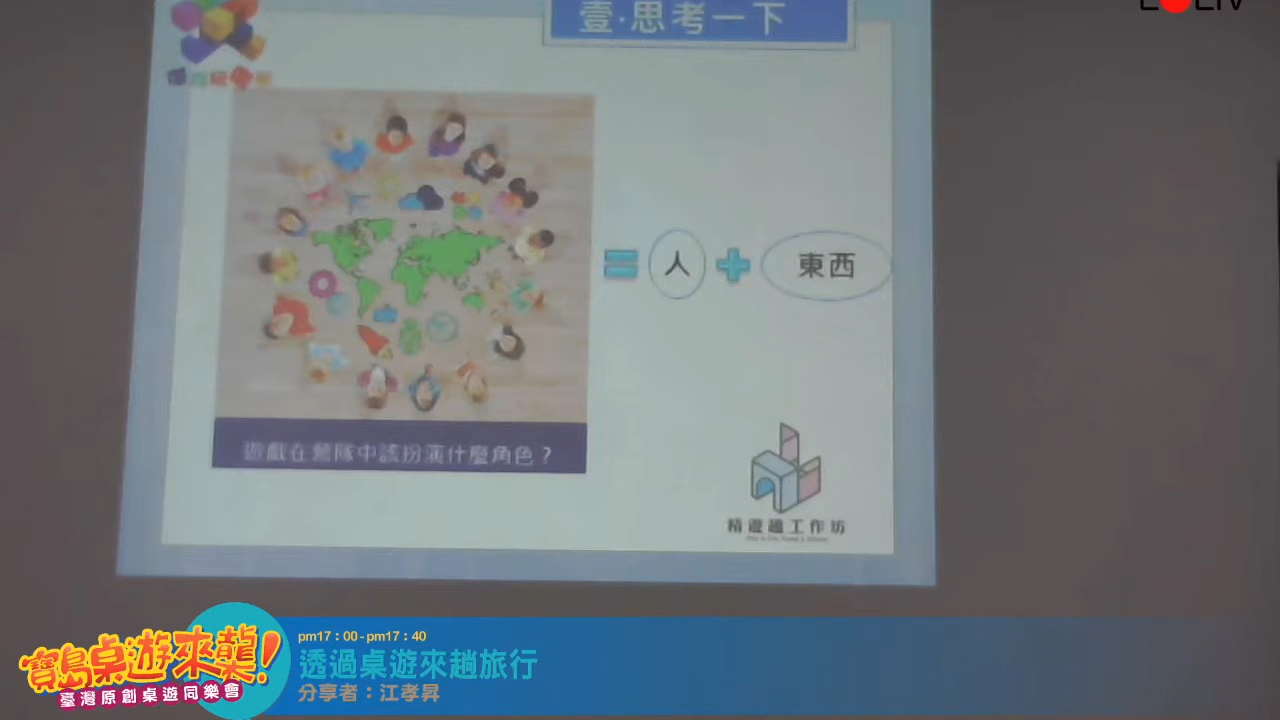 壹·思考一下
人
東西
遊戲在營隊中該扮演什麼角色？
精遊趣工作坊
pm17：00-pm17：40
透過桌遊來趟旅行
分享者：江孝昇
寶島桌遊來襲！
臺灣原創桌遊同樂會